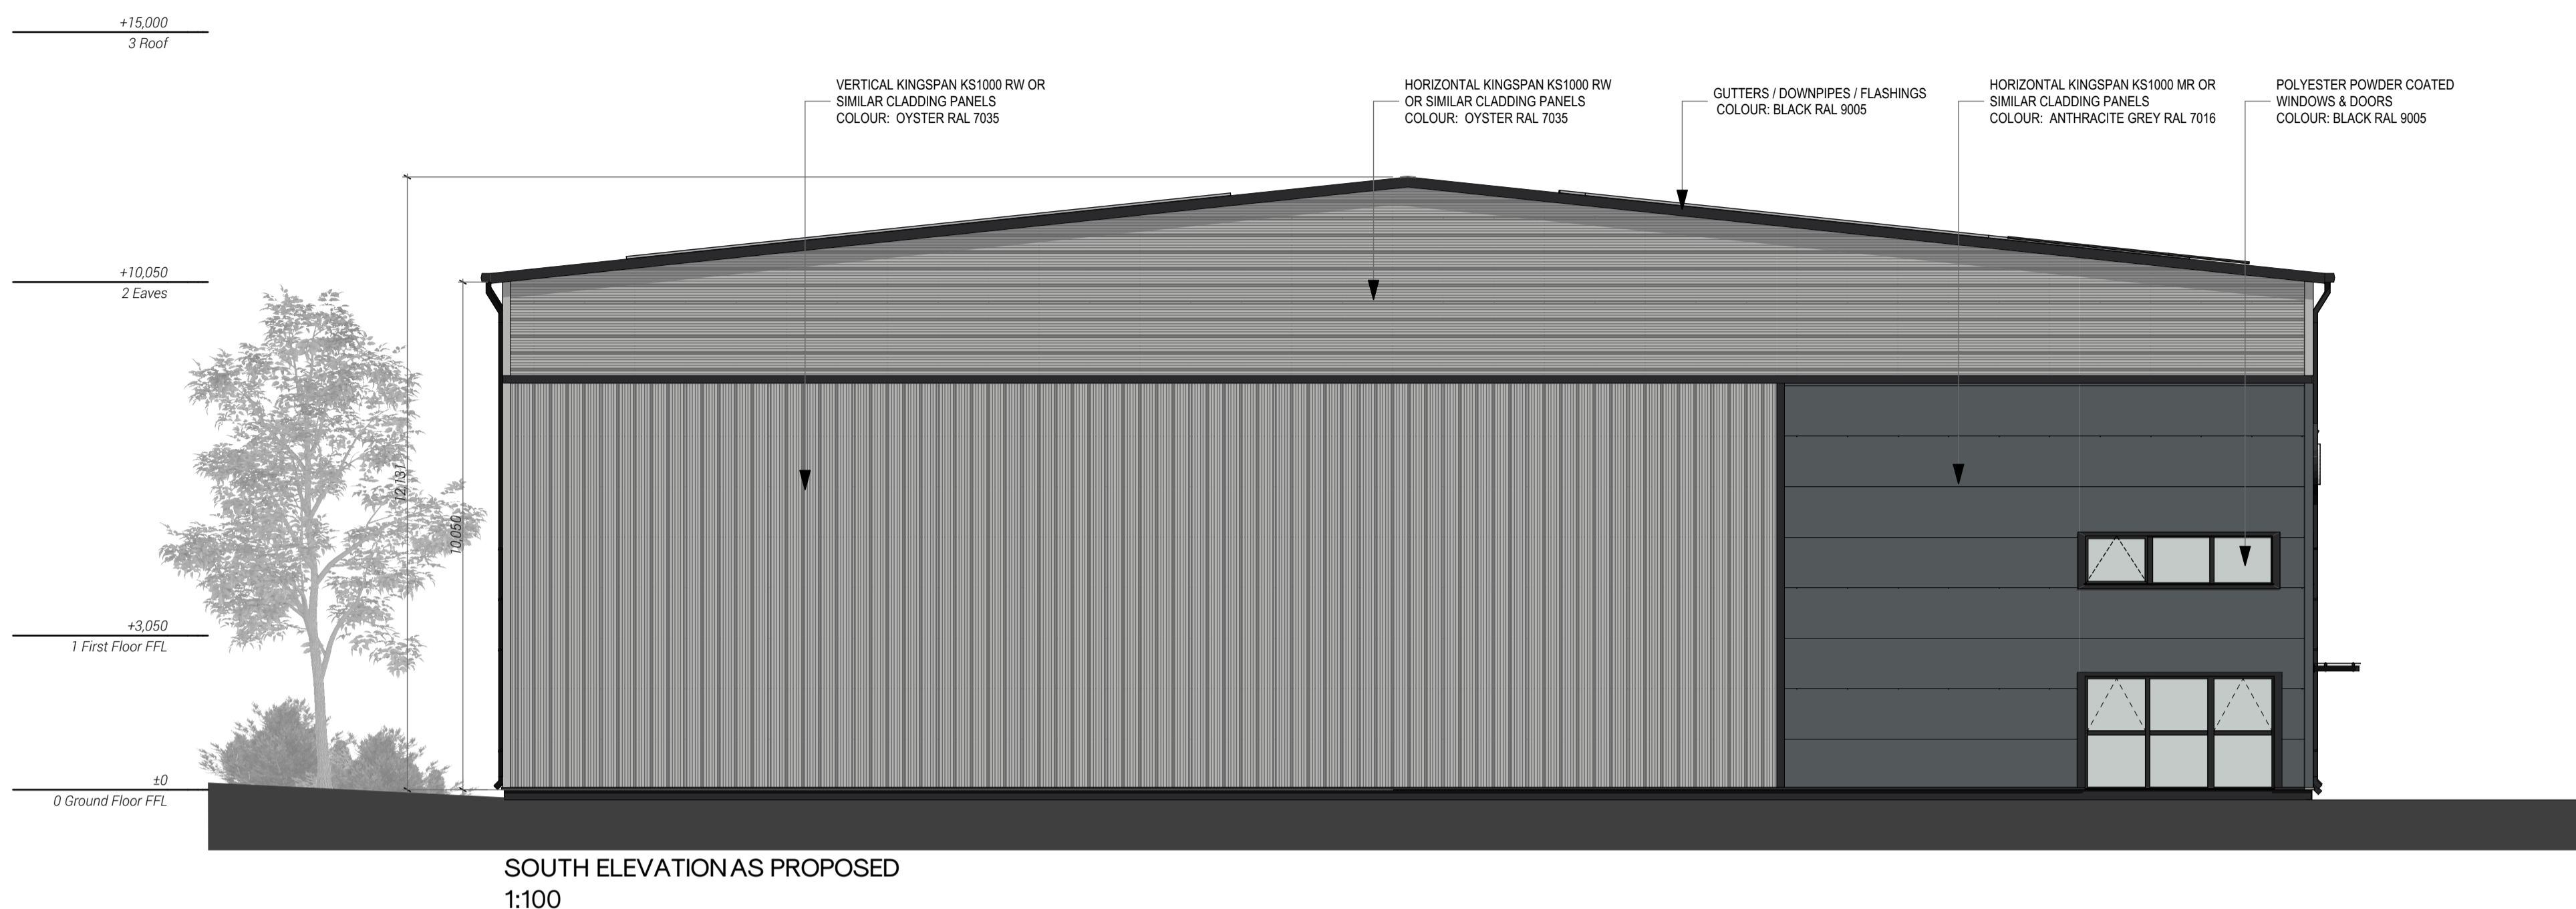 +15,000
3 Roof
VERTICAL KINGSPAN KS1000 RW OR
SIMILAR CLADDING PANELS
COLOUR: OYSTER RAL 7035
HORIZONTAL KINGSPAN KS1000 RW
OR SIMILAR CLADDING PANELS
COLOUR: OYSTER RAL 7035
GUTTERS / DOWNPIPES / FLASHINGS
COLOUR: BLACK RAL 9005
HORIZONTAL KINGSPAN KS1000 MR OR
SIMILAR CLADDING PANELS
COLOUR: ANTHRACITE GREY RAL 7016
POLYESTER POWDER COATED
WINDOWS & DOORS
COLOUR: BLACK RAL 9005
+10,050
2 Eaves
12,131
10,050
+3,050
1 First Floor FFL
±0
0 Ground Floor FFL
SOUTH ELEVATION AS PROPOSED
1:100